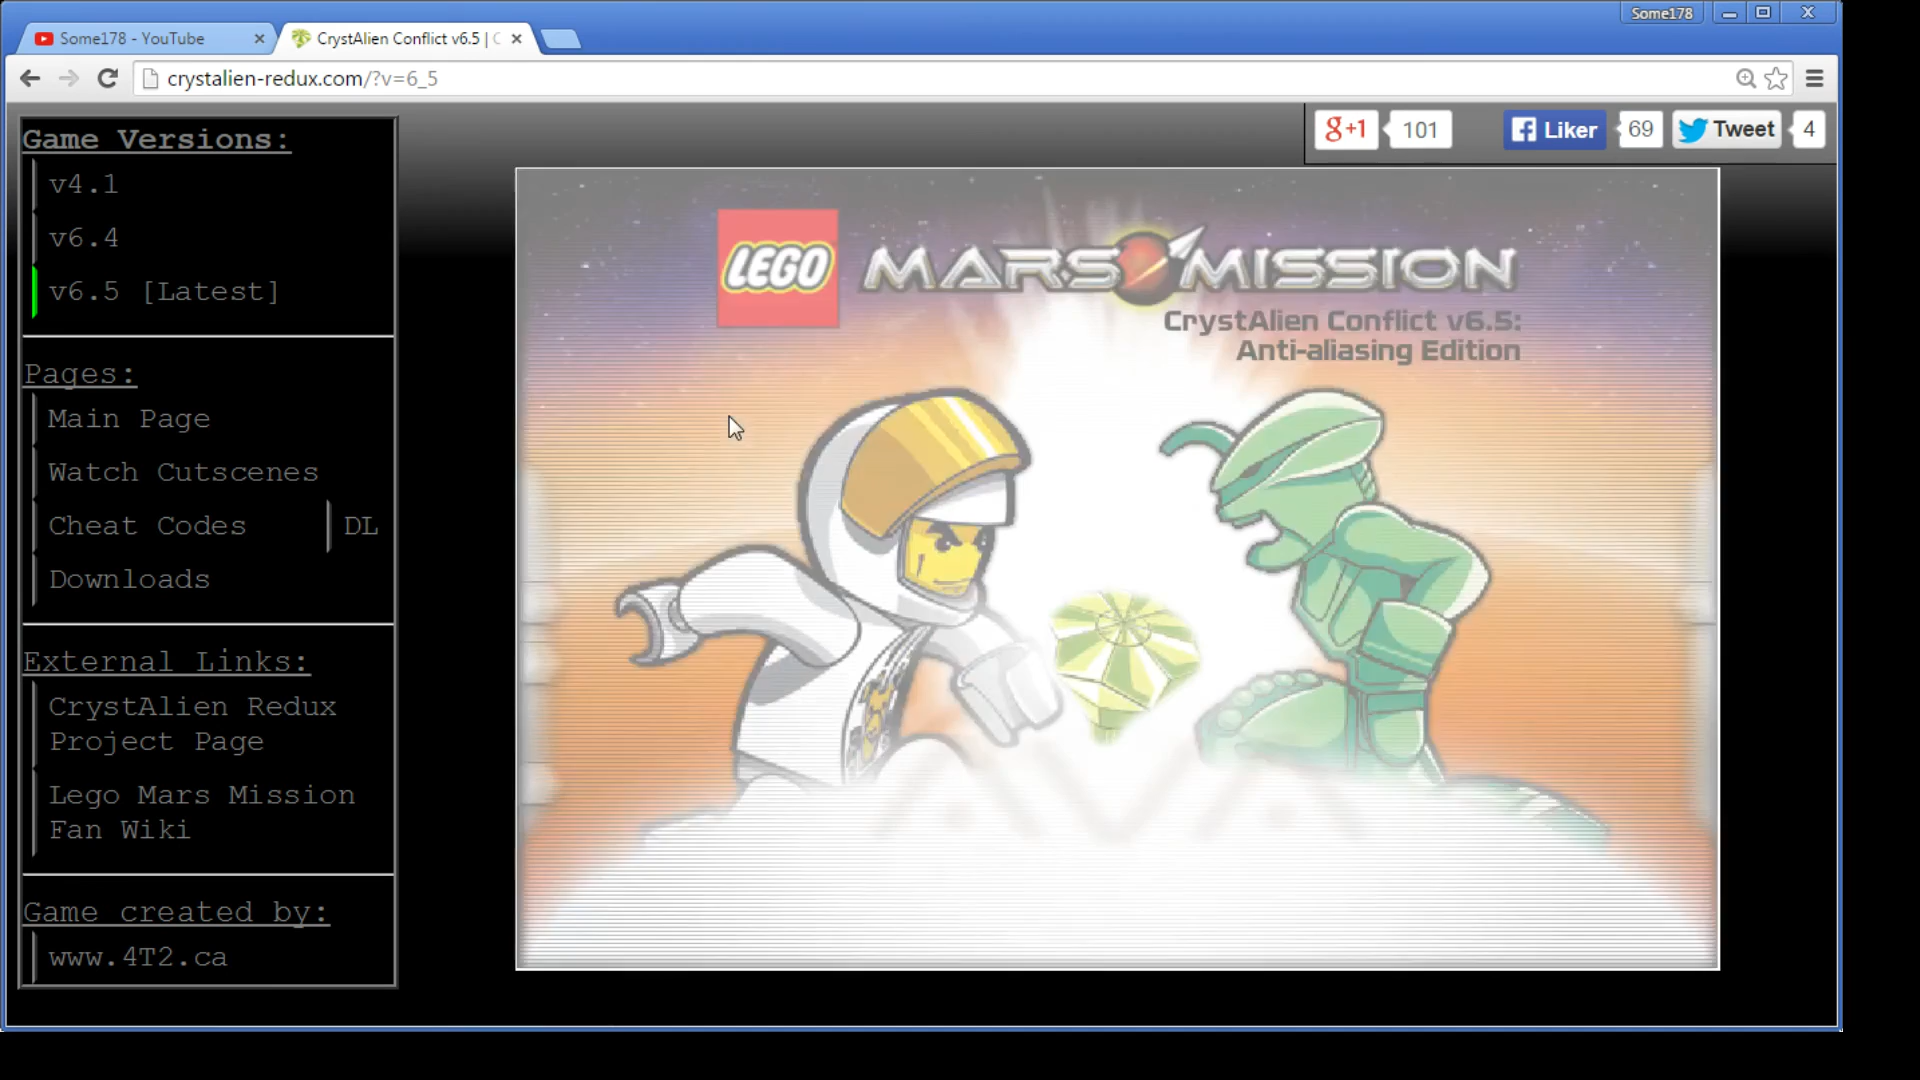 Some178
Some178 - YouTube
CrystAlien Conflict v6.5 | C
crystalien-redux.com/?v=6_5
g+1 101
Liker 69
Tweet 4
Game Versions:
v4.1
v6.4
v6.5 [Latest]
Pages:
Main Page
Watch Cutscenes
Cheat Codes DL
Downloads
External Links:
CrystAlien Redux
Project Page
Lego Mars Mission
Fan Wiki
Game created by:
www.4T2.ca
LEGO MARS MISSION
CrystAlien Conflict v6.5:
Anti-aliasing Edition